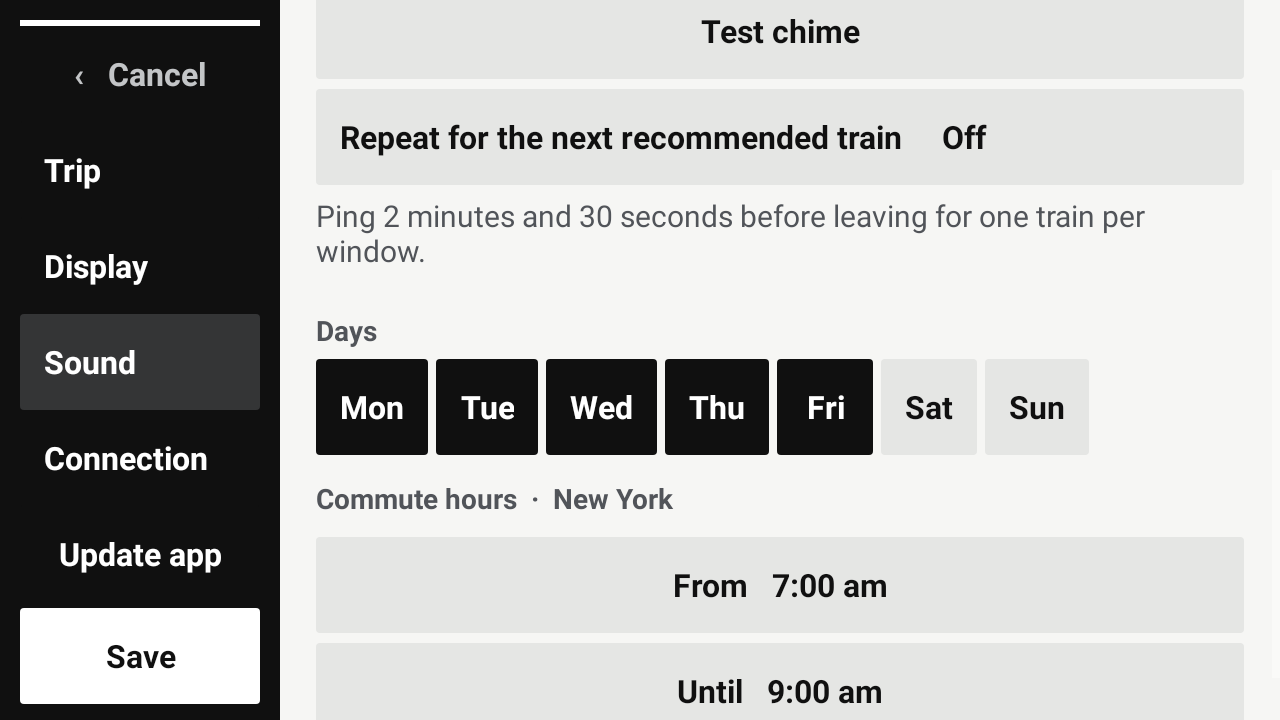 ‹ Cancel
Trip
Display
Sound
Connection
Update app
Save
Test chime
Repeat for the next recommended train Off
Ping 2 minutes and 30 seconds before leaving for one train per
window.
Days
Mon Tue Wed Thu Fri Sat Sun
Commute hours · New York
From 7:00 am
Until 9:00 am